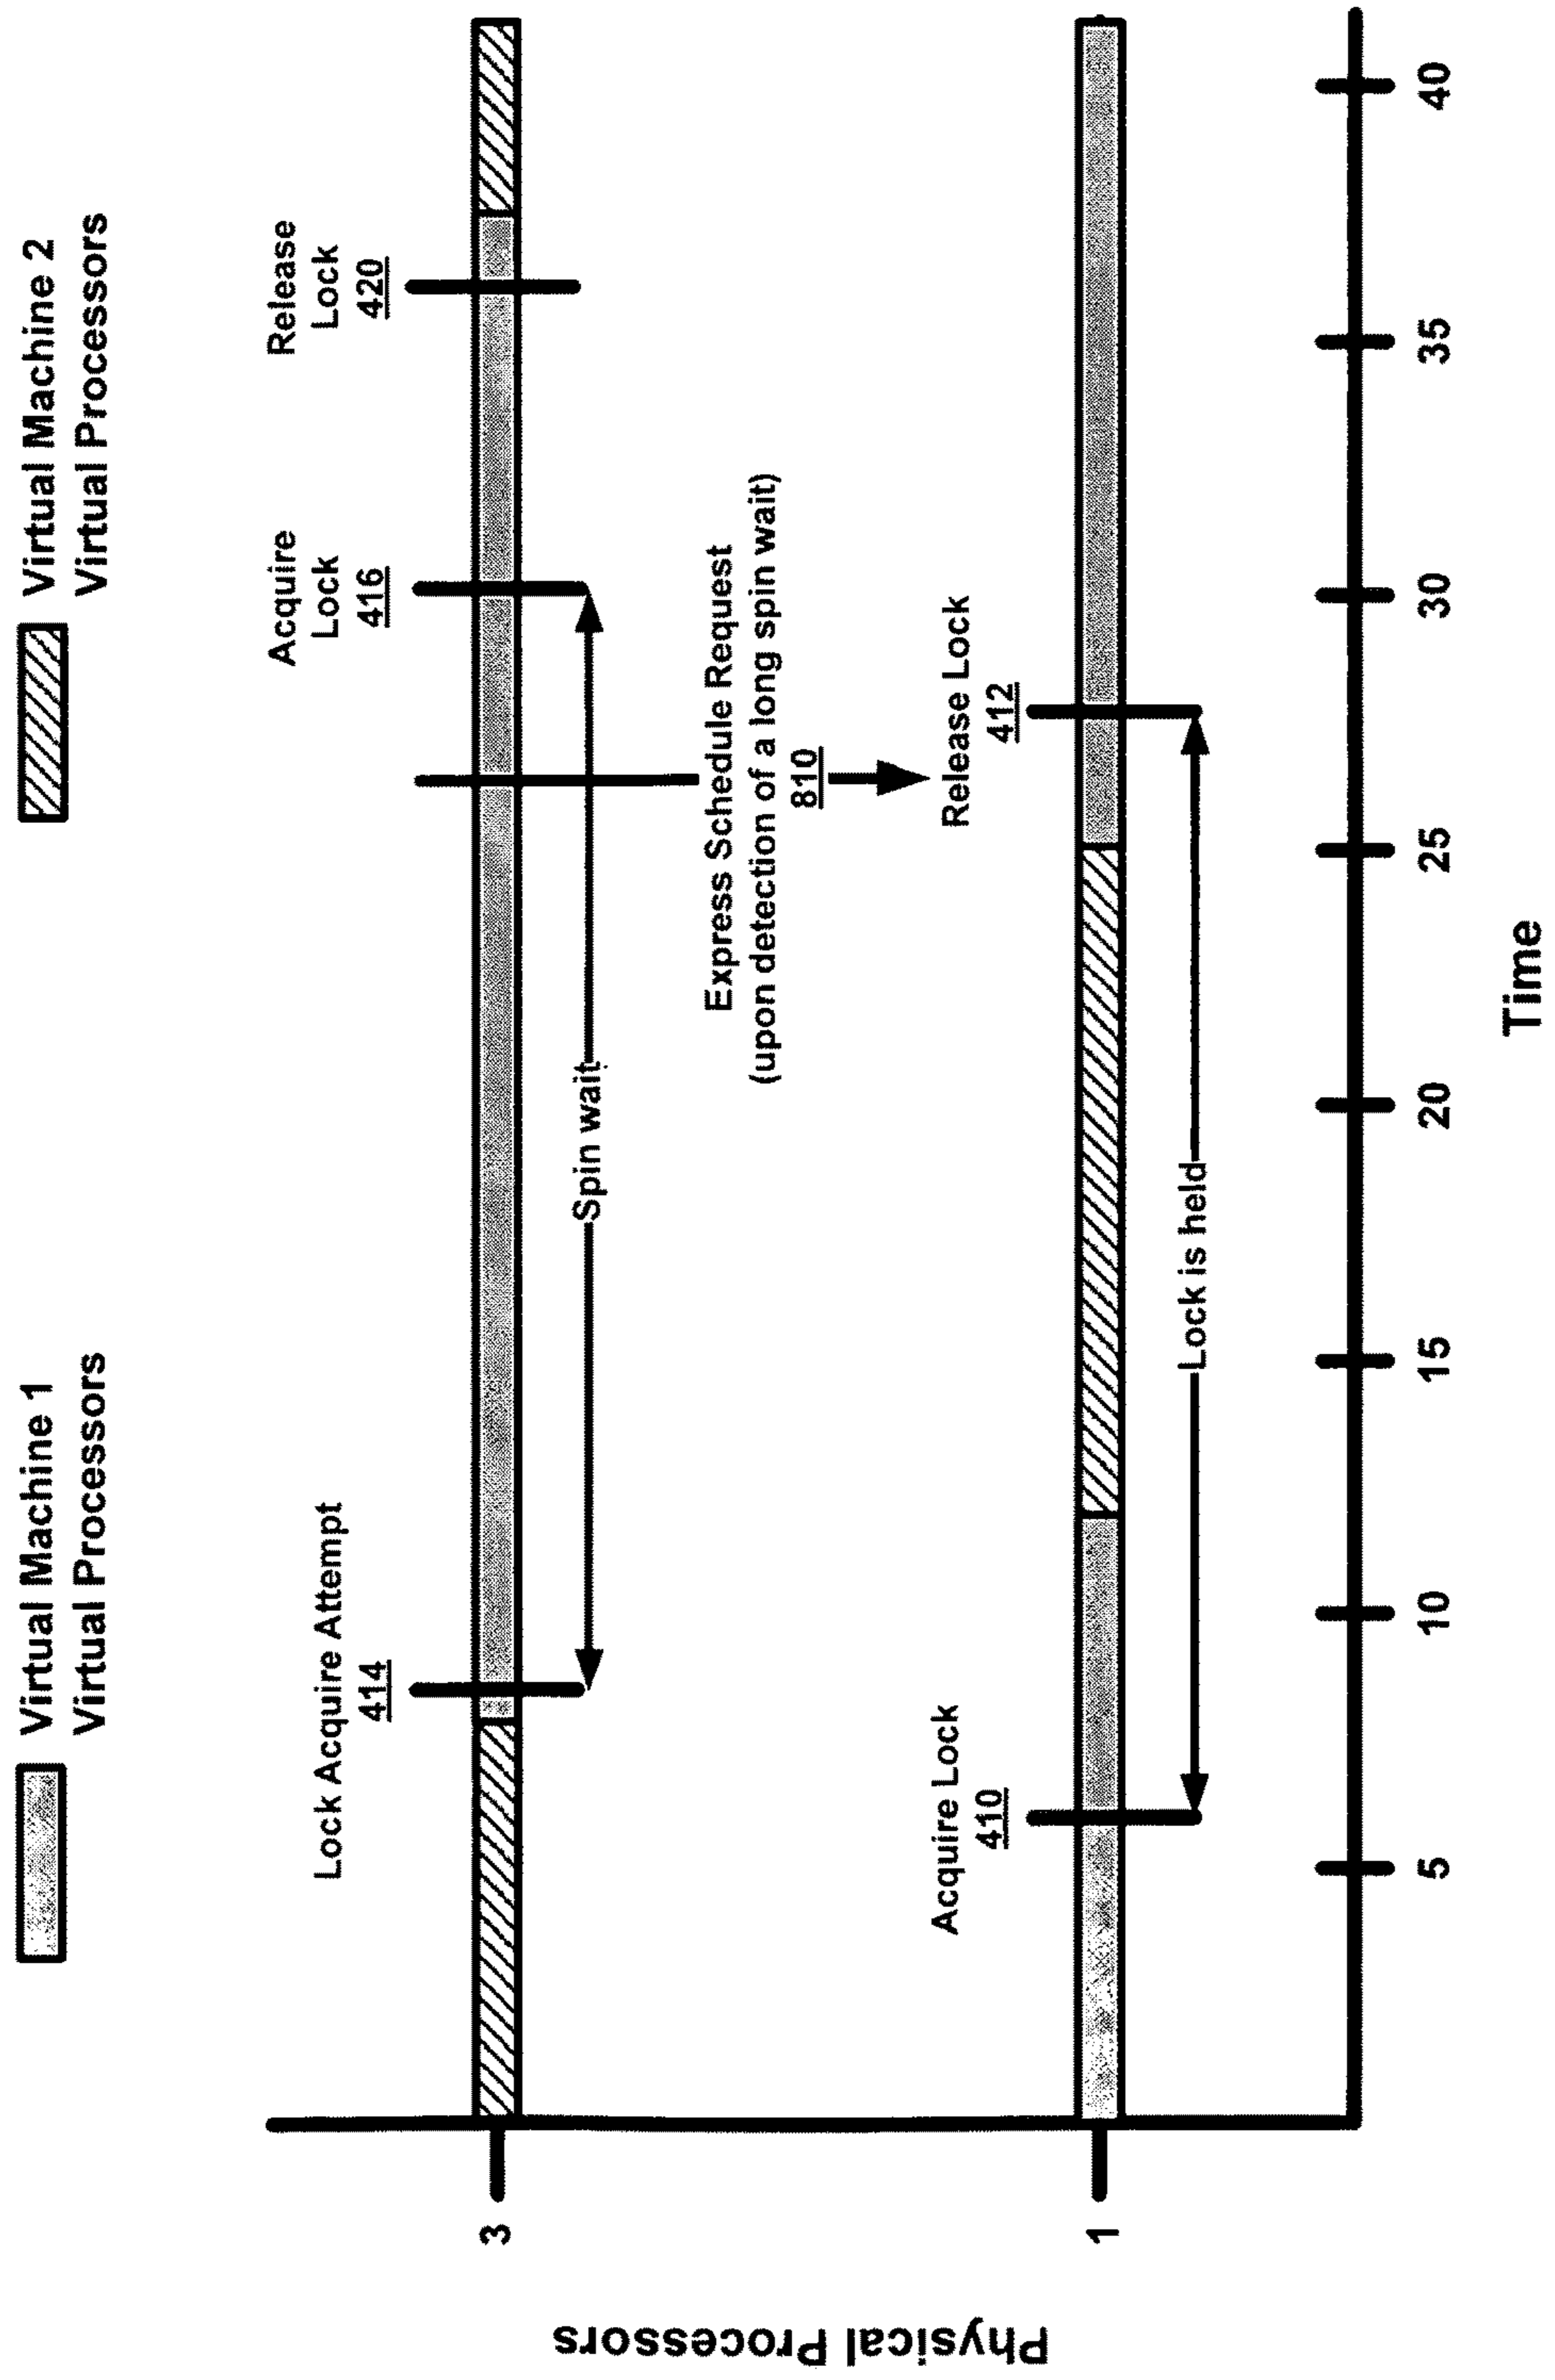 Virtual Machine 1
Virtual Processors
Virtual Machine 2
Virtual Processors
Lock Acquire Attempt
414
Acquire
Lock
416
Release
Lock
420
3
Spin wait
Express Schedule Request
(upon detection of a long spin wait)
810
Acquire Lock
410
Release Lock
412
1
Lock is held
5
10
15
20
25
30
35
40
Time
Physical Processors